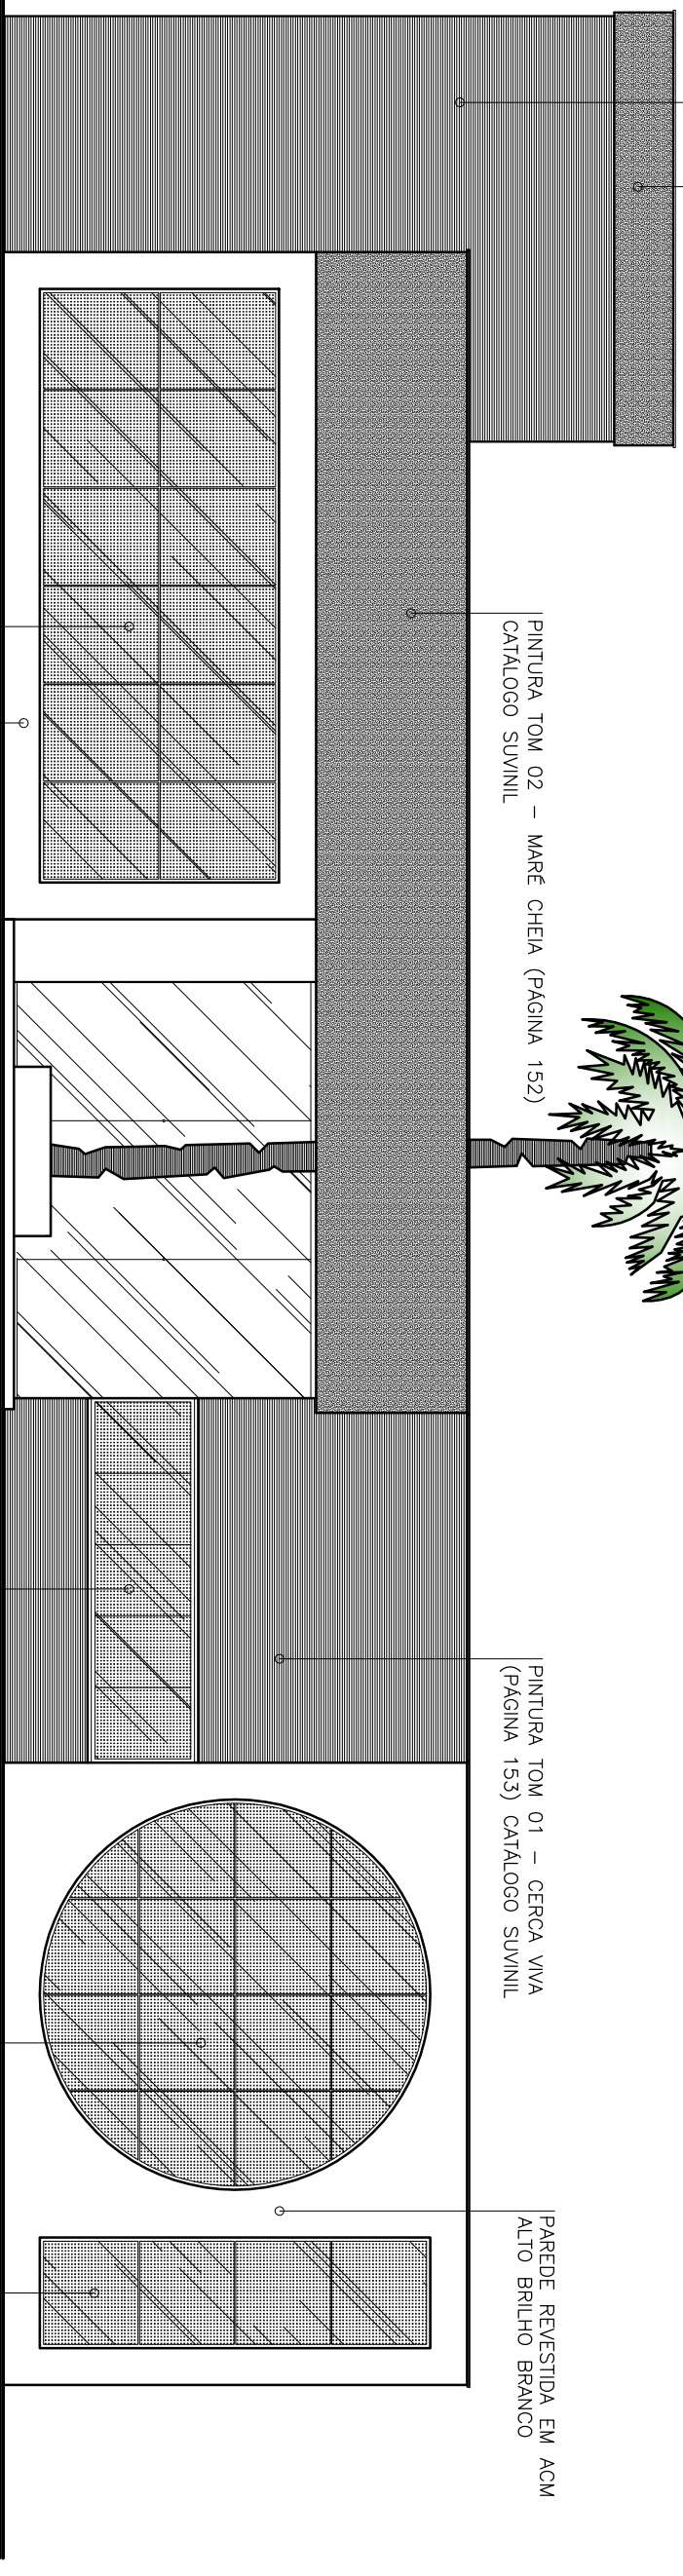 PINTURA TOM 02 - MARÉ CHEIA (PÁGINA 152)
CATÁLOGO SUVINIL
PINTURA TOM 01 - CERCA VIVA
(PÁGINA 153) CATÁLOGO SUVINIL
PAREDE REVESTIDA EM ACM
ALTO BRILHO BRANCO